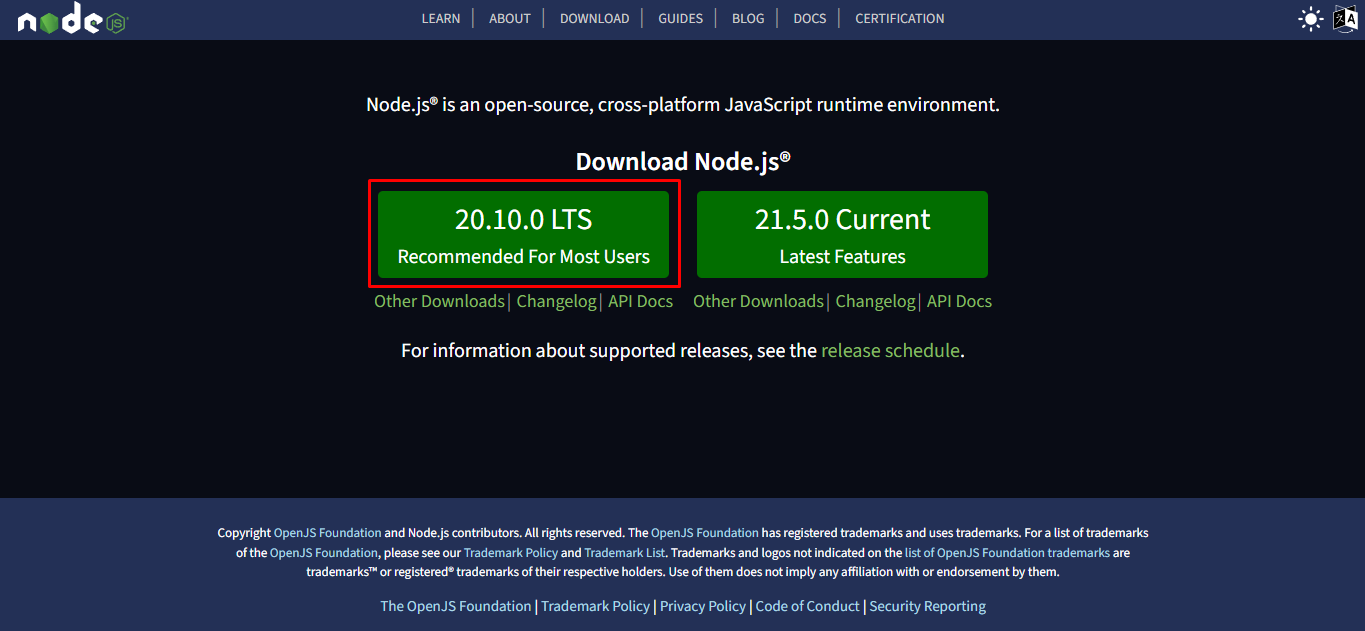 node JS
LEARN | ABOUT | DOWNLOAD | GUIDES | BLOG | DOCS | CERTIFICATION
Node.js® is an open-source, cross-platform JavaScript runtime environment.
Download Node.js®
20.10.0 LTS
Recommended For Most Users
21.5.0 Current
Latest Features
Other Downloads | Changelog | API Docs
Other Downloads | Changelog | API Docs
For information about supported releases, see the release schedule.
Copyright OpenJS Foundation and Node.js contributors. All rights reserved. The OpenJS Foundation has registered trademarks and uses trademarks. For a list of trademarks
of the OpenJS Foundation, please see our Trademark Policy and Trademark List. Trademarks and logos not indicated on the list of OpenJS Foundation trademarks are
trademarks™ or registered® trademarks of their respective holders. Use of them does not imply any affiliation with or endorsement by them.
The OpenJS Foundation | Trademark Policy | Privacy Policy | Code of Conduct | Security Reporting